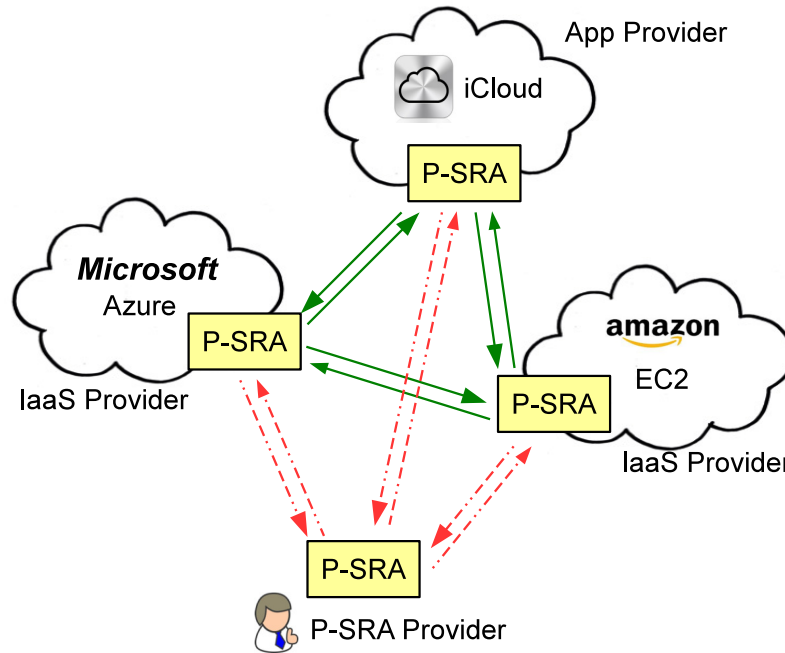 App Provider
iCloud
P-SRA
Microsoft
Azure
P-SRA
IaaS Provider
amazon
EC2
P-SRA
IaaS Provider
P-SRA
P-SRA Provider